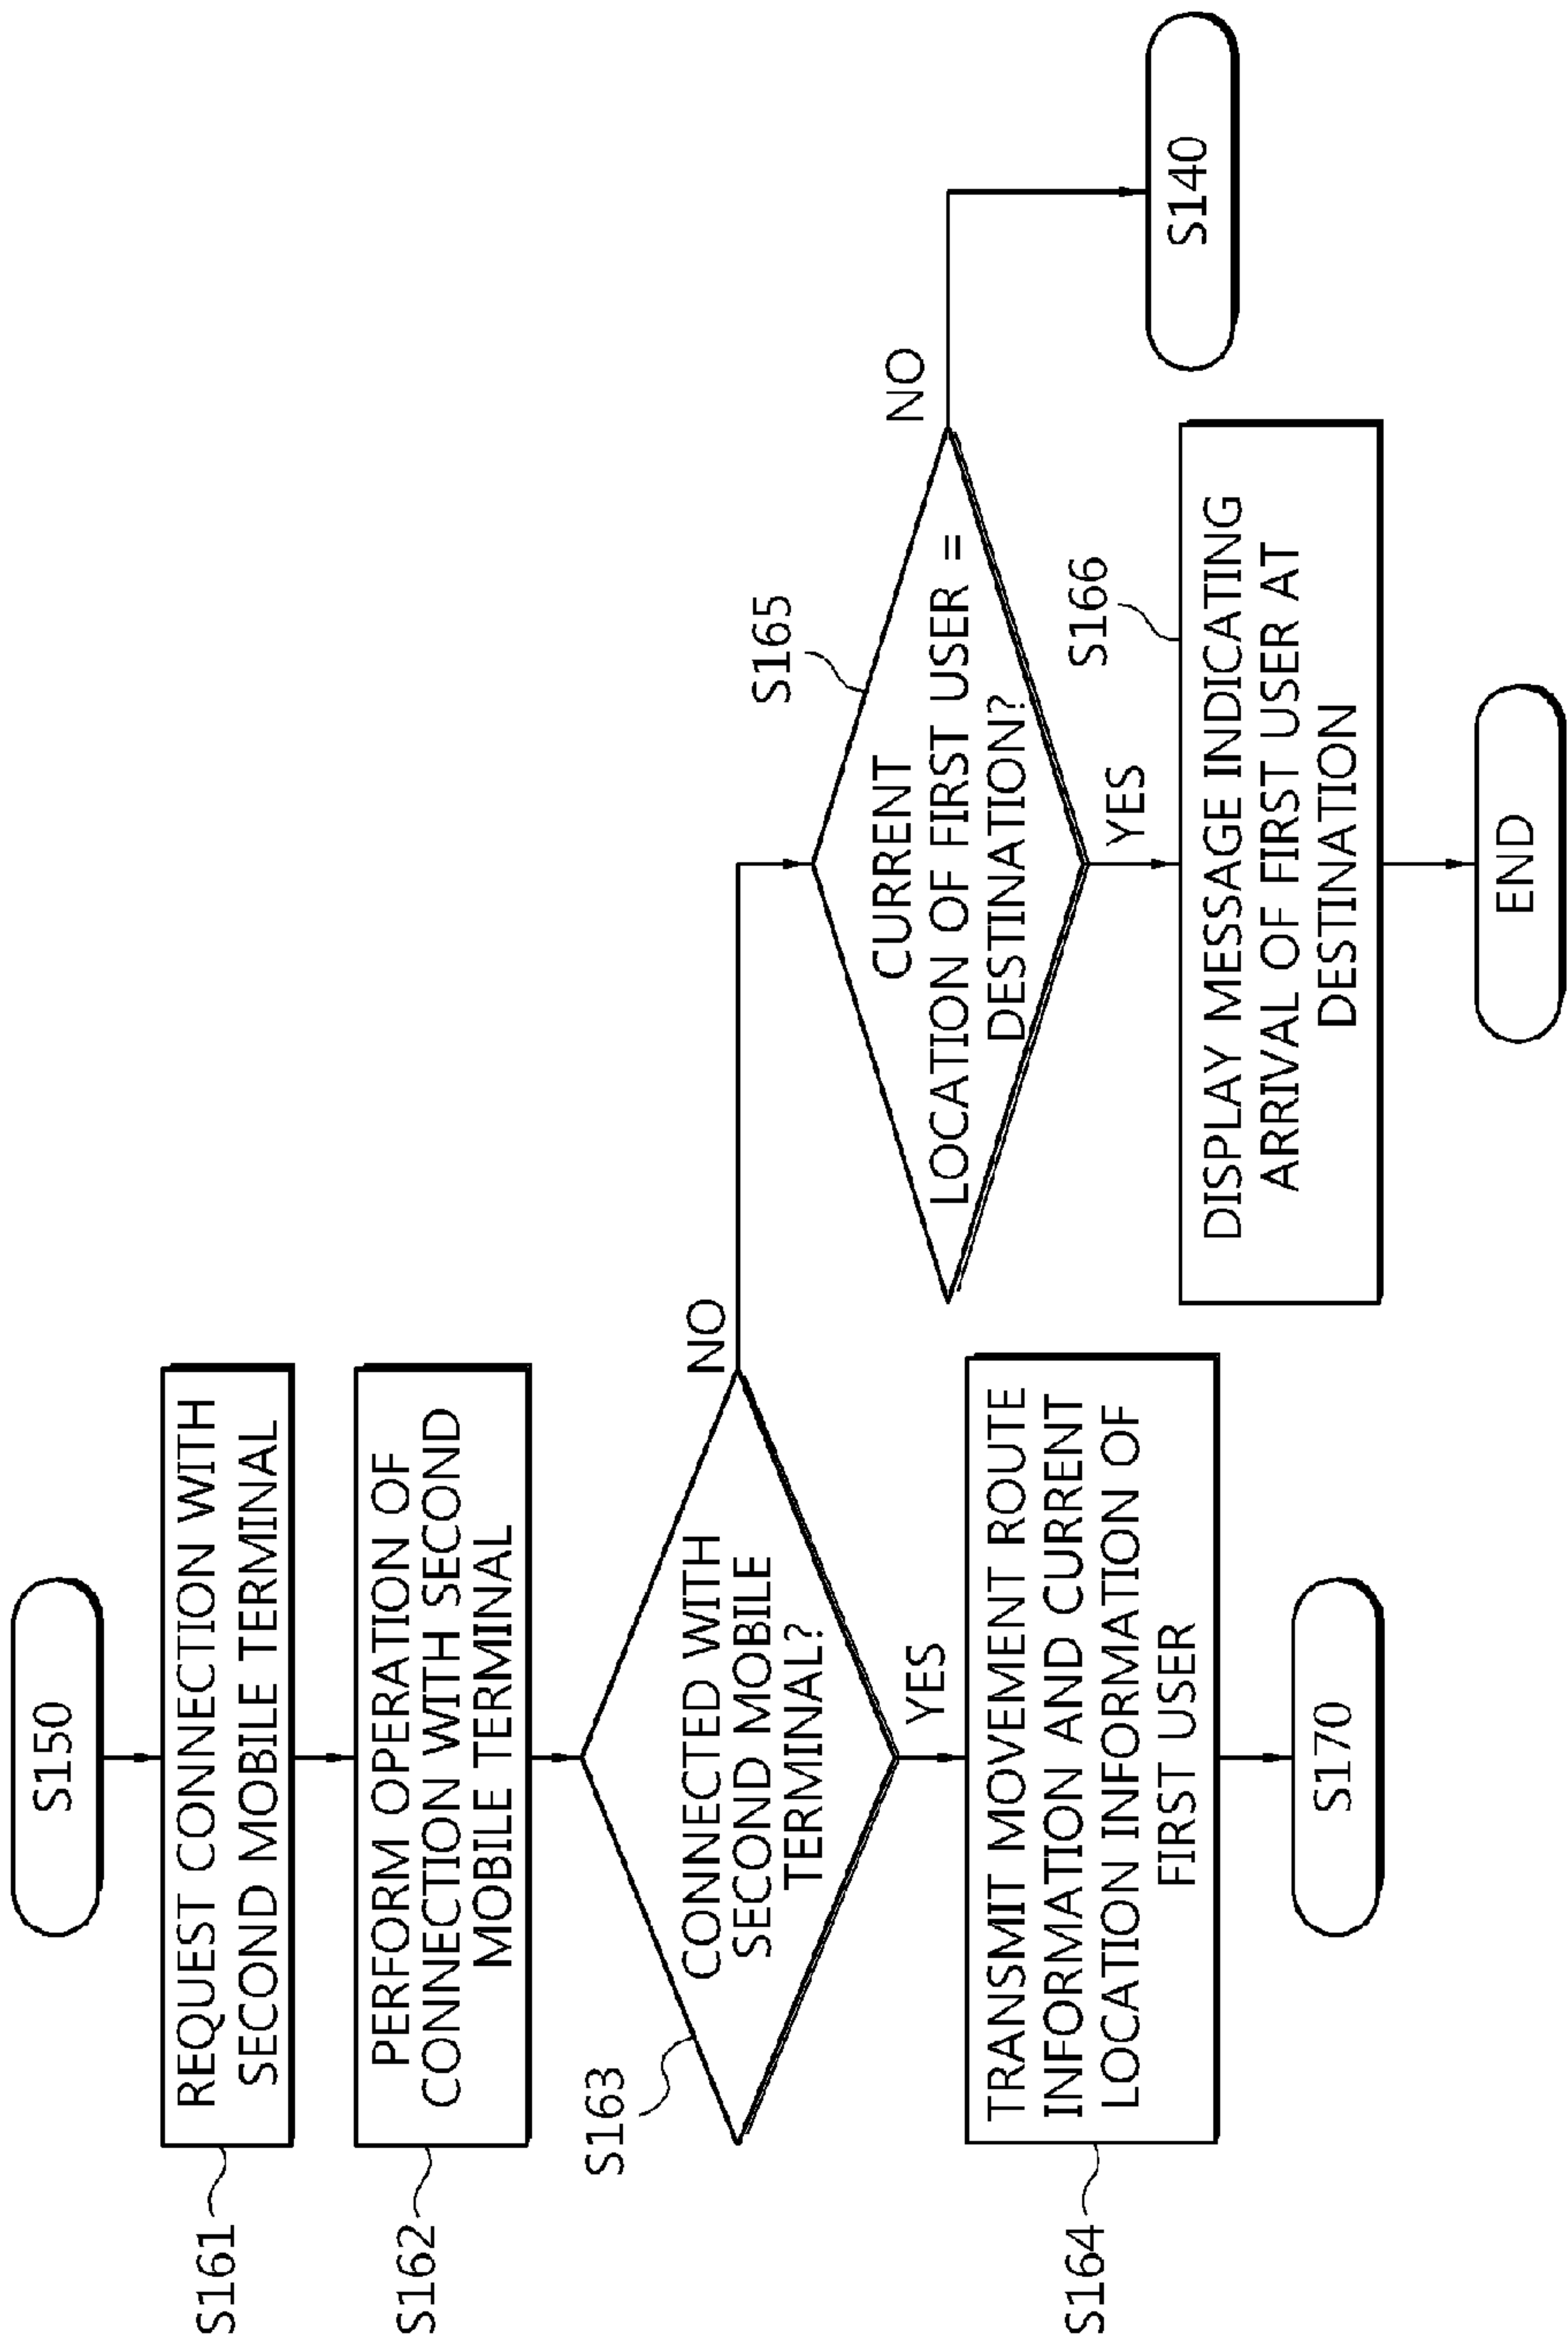 S150
S161
REQUEST CONNECTION WITH
SECOND MOBILE TERMINAL
S162
PERFORM OPERATION OF
CONNECTION WITH SECOND
MOBILE TERMINAL
S163
CONNECTED WITH
SECOND MOBILE
TERMINAL?
NO
YES
S164
TRANSMIT MOVEMENT ROUTE
INFORMATION AND CURRENT
LOCATION INFORMATION OF
FIRST USER
S170
S165
CURRENT
LOCATION OF FIRST USER =
DESTINATION?
NO
YES
S140
S166
DISPLAY MESSAGE INDICATING
ARRIVAL OF FIRST USER AT
DESTINATION
END